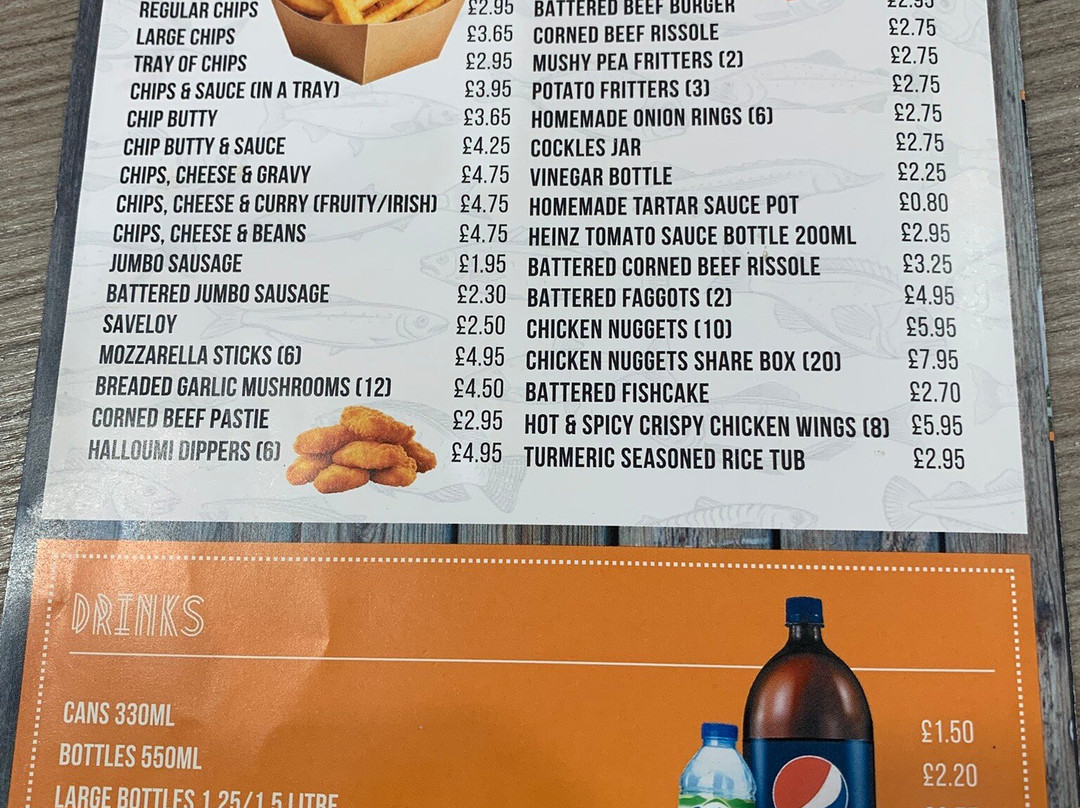 REGULAR CHIPS £2.95
LARGE CHIPS £3.65
TRAY OF CHIPS £2.95
CHIPS & SAUCE (IN A TRAY) £3.95
CHIP BUTTY £3.65
CHIP BUTTY & SAUCE £4.25
CHIPS, CHEESE & GRAVY £4.75
CHIPS, CHEESE & CURRY (FRUITY/IRISH) £4.75
CHIPS, CHEESE & BEANS £4.75
JUMBO SAUSAGE £1.95
BATTERED JUMBO SAUSAGE £2.30
SAVELOY £2.50
MOZZARELLA STICKS (6) £4.95
BREADED GARLIC MUSHROOMS (12) £4.50
CORNED BEEF PASTIE £2.95
HALLOUMI DIPPERS (6) £4.95
BATTERED BEEF BURGER
CORNED BEEF RISSOLE £2.75
MUSHY PEA FRITTERS (2) £2.75
POTATO FRITTERS (3) £2.75
HOMEMADE ONION RINGS (6) £2.75
COCKLES JAR £2.75
VINEGAR BOTTLE £2.25
HOMEMADE TARTAR SAUCE POT £0.80
HEINZ TOMATO SAUCE BOTTLE 200ML £2.95
BATTERED CORNED BEEF RISSOLE £3.25
BATTERED FAGGOTS (2) £4.95
CHICKEN NUGGETS (10) £5.95
CHICKEN NUGGETS SHARE BOX (20) £7.95
BATTERED FISHCAKE £2.70
HOT & SPICY CRISPY CHICKEN WINGS (8) £5.95
TURMERIC SEASONED RICE TUB £2.95
DRINKS
CANS 330ML £1.50
BOTTLES 550ML £2.20
LARGE BOTTLES 1.25/1.5 LITRE